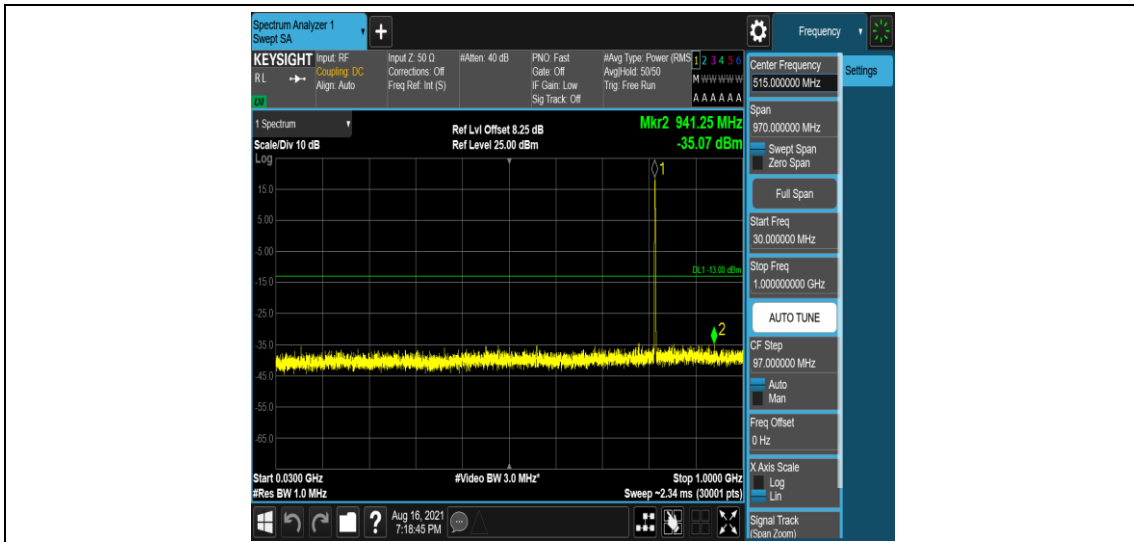 Spectrum Analyzer 1
Swept SA
+
Frequency
KEYSIGHT
RL
LM
Input: RF
Coupling: DC
Align: Auto
Input Z: 50 Ω
Corrections: Off
Freq Ref: Int (S)
#Atten: 40 dB
PNO: Fast
Gate: Off
IF Gain: Low
Sig Track: Off
#Avg Type: Power (RMS
Avg|Hold: 50/50
Trig: Free Run
1 2 3 4 5 6
M W W W W W
A A A A A A
1 Spectrum
Scale/Div 10 dB
Ref Lvl Offset 8.25 dB
Ref Level 25.00 dBm
Mkr2 941.25 MHz
-35.07 dBm
Log
1
15.0
5.00
-5.00
DL1 -13.00 dBm
-15.0
-25.0
2
-35.0
-45.0
-55.0
-65.0
Start 0.0300 GHz
#Video BW 3.0 MHz*
Stop 1.0000 GHz
#Res BW 1.0 MHz
Sweep ~2.34 ms (30001 pts)
?
Aug 16, 2021
7:18:45 PM
Center Frequency
515.000000 MHz
Settings
Span
970.000000 MHz
Swept Span
Zero Span
Full Span
Start Freq
30.000000 MHz
Stop Freq
1.000000000 GHz
AUTO TUNE
CF Step
97.000000 MHz
Auto
Man
Freq Offset
0 Hz
X Axis Scale
Log
Lin
Signal Track
(Span Zoom)